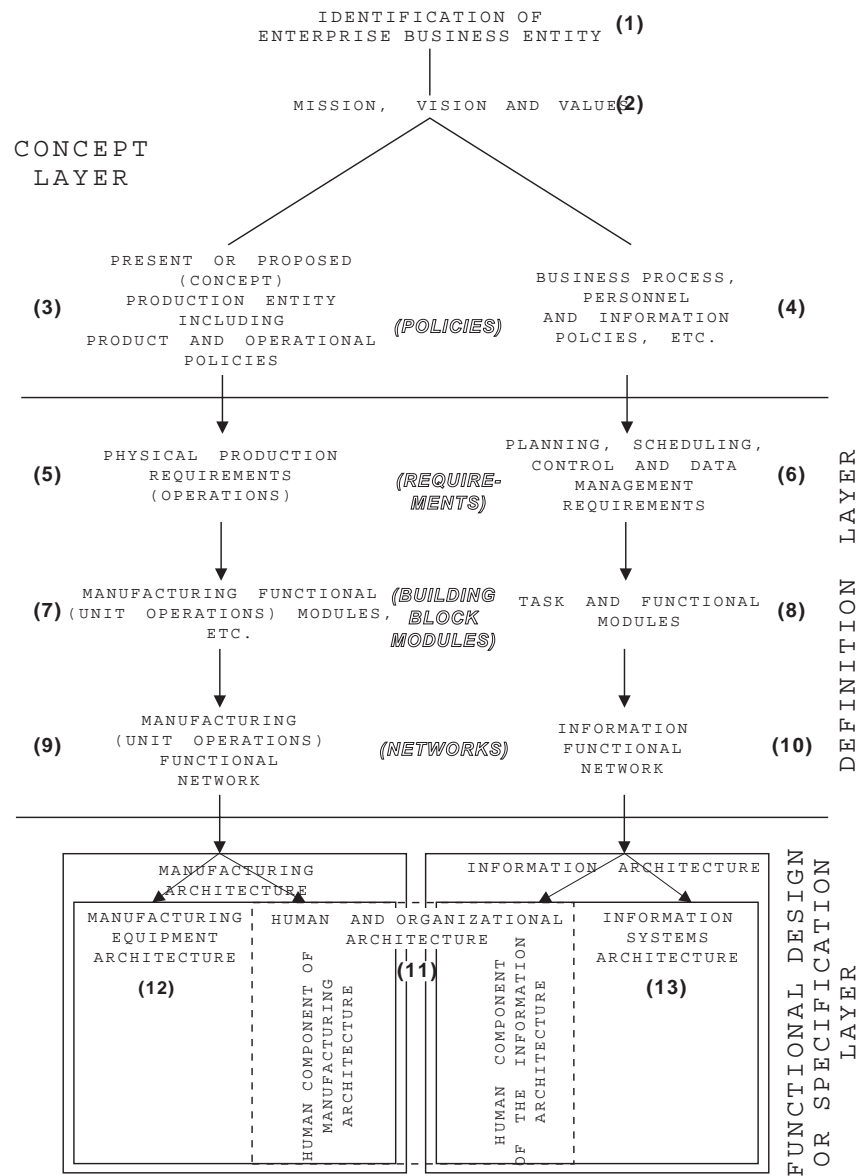 IDENTIFICATION OF
ENTERPRISE BUSINESS ENTITY
(1)
MISSION, VISION AND VALUES
(2)
CONCEPT
LAYER
PRESENT OR PROPOSED
(CONCEPT)
PRODUCTION ENTITY
INCLUDING
PRODUCT AND OPERATIONAL
POLICIES
(3)
(POLICIES)
BUSINESS PROCESS,
PERSONNEL
AND INFORMATION
POLCIES, ETC.
(4)
(5)
PHYSICAL PRODUCTION
REQUIREMENTS
(OPERATIONS)
(REQUIRE-
MENTS)
PLANNING, SCHEDULING,
CONTROL AND DATA
MANAGEMENT
REQUIREMENTS
(6)
DEFINITION LAYER
(7)
MANUFACTURING FUNCTIONAL
(UNIT OPERATIONS) MODULES,
ETC.
(BUILDING
BLOCK
MODULES)
TASK AND FUNCTIONAL
MODULES
(8)
(9)
MANUFACTURING
(UNIT OPERATIONS)
FUNCTIONAL
NETWORK
(NETWORKS)
INFORMATION
FUNCTIONAL
NETWORK
(10)
MANUFACTURING
ARCHITECTURE
INFORMATION ARCHITECTURE
MANUFACTURING
EQUIPMENT
ARCHITECTURE
(12)
HUMAN AND ORGANIZATIONAL
ARCHITECTURE
(11)
INFORMATION
SYSTEMS
ARCHITECTURE
(13)
HUMAN COMPONENT OF
MANUFACTURING
ARCHITECTURE
HUMAN COMPONENT
OF THE INFORMATION
ARCHITECTURE
FUNCTIONAL DESIGN
OR SPECIFICATION
LAYER